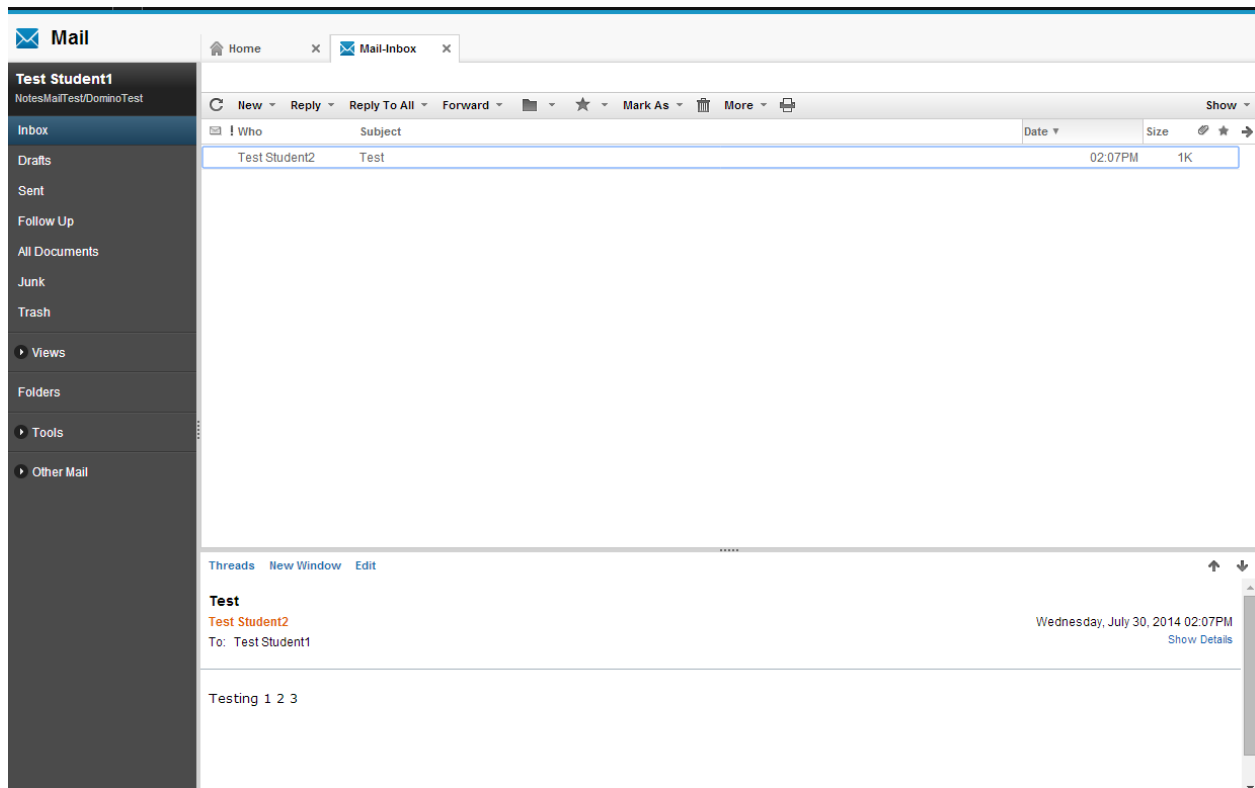 Mail
Home
Mail-Inbox
Test Student1
NotesMailTest/DominoTest
New Reply Reply To All Forward Mark As More Show
Inbox
! Who Subject Date Size
Drafts
Test Student2 Test 02:07PM 1K
Sent
Follow Up
All Documents
Junk
Trash
Views
Folders
Tools
Other Mail
Threads New Window Edit
Test
Test Student2 Wednesday, July 30, 2014 02:07PM
To: Test Student1 Show Details
Testing 1 2 3